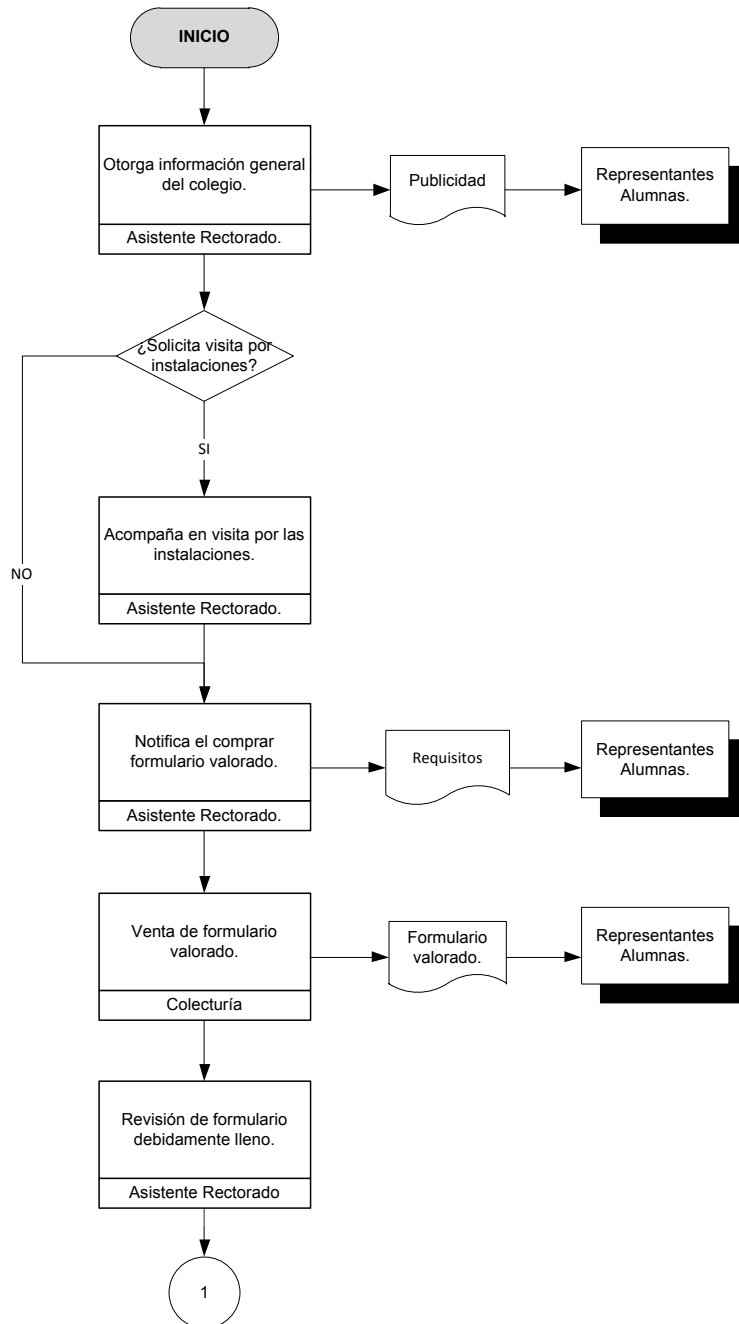 INICIO
Otorga información general
del colegio.
Asistente Rectorado.
Publicidad
Representantes
Alumnas.
¿Solicita visita por
instalaciones?
SI
NO
Acompaña en visita por las
instalaciones.
Asistente Rectorado.
Notifica el comprar
formulario valorado.
Asistente Rectorado.
Requisitos
Representantes
Alumnas.
Venta de formulario
valorado.
Colecturía
Formulario
valorado.
Representantes
Alumnas.
Revisión de formulario
debidamente lleno.
Asistente Rectorado
1